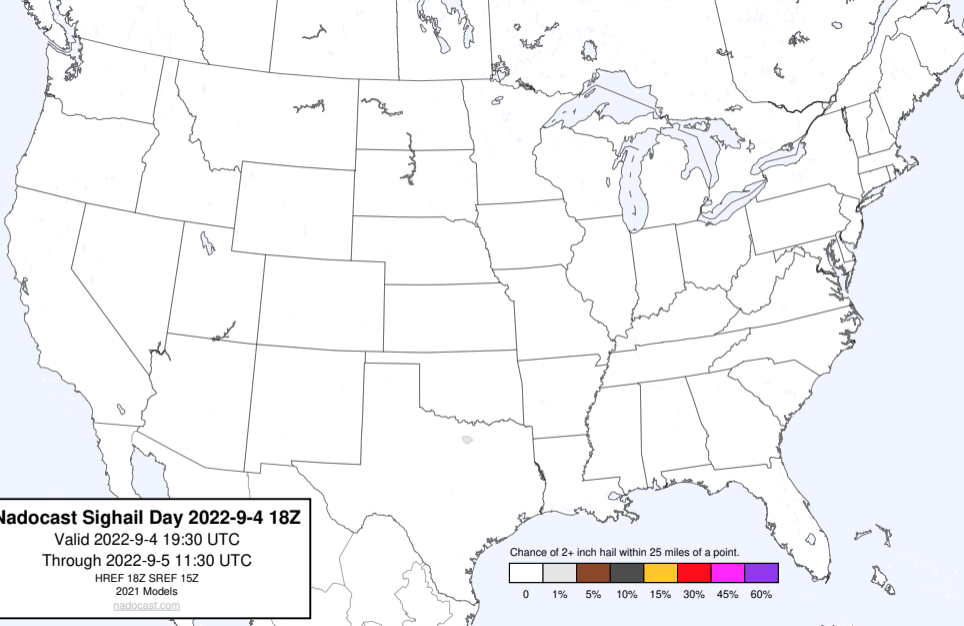 Nadocast Sighail Day 2022-9-4 18Z
Valid 2022-9-4 19:30 UTC
Through 2022-9-5 11:30 UTC
HREF 18Z SREF 15Z
2021 Models
nadocast.com
Chance of 2+ inch hail within 25 miles of a point.
0 1% 5% 10% 15% 30% 45% 60%